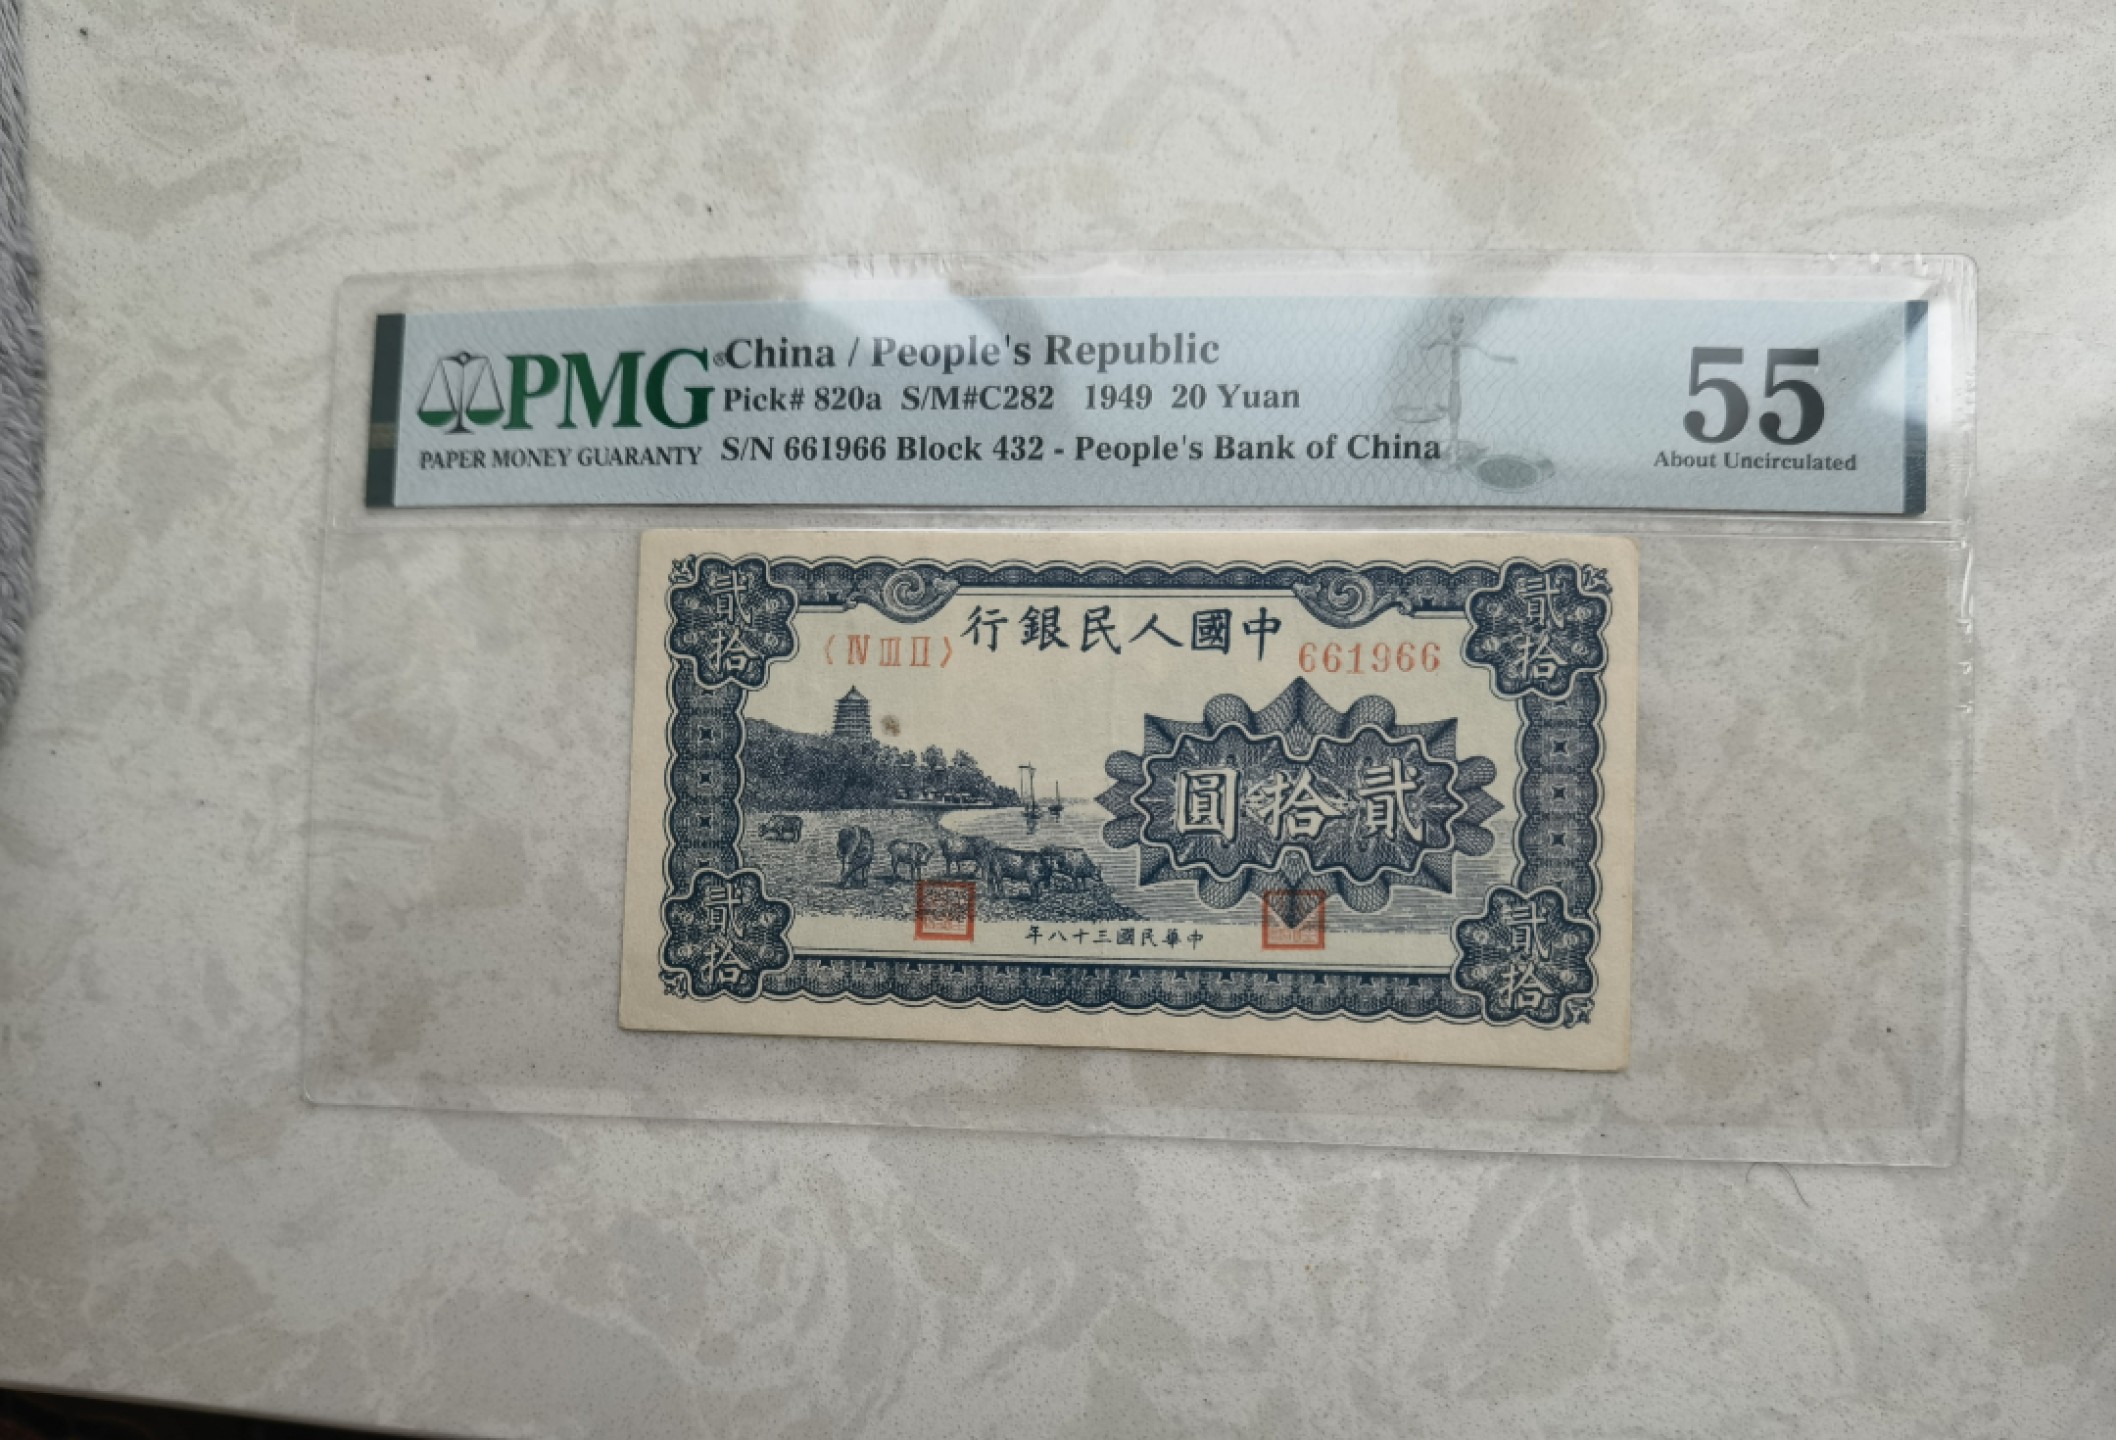 PMG®
PAPER MONEY GUARANTY
China / People's Republic
Pick# 820a S/M#C282 1949 20 Yuan
S/N 661966 Block 432 - People's Bank of China
55
About Uncirculated
行銀民人國中
〈ⅣⅢⅡ〉
661966
貳拾
貳拾
圓拾貳
貳拾
貳拾
年八十三國民華中